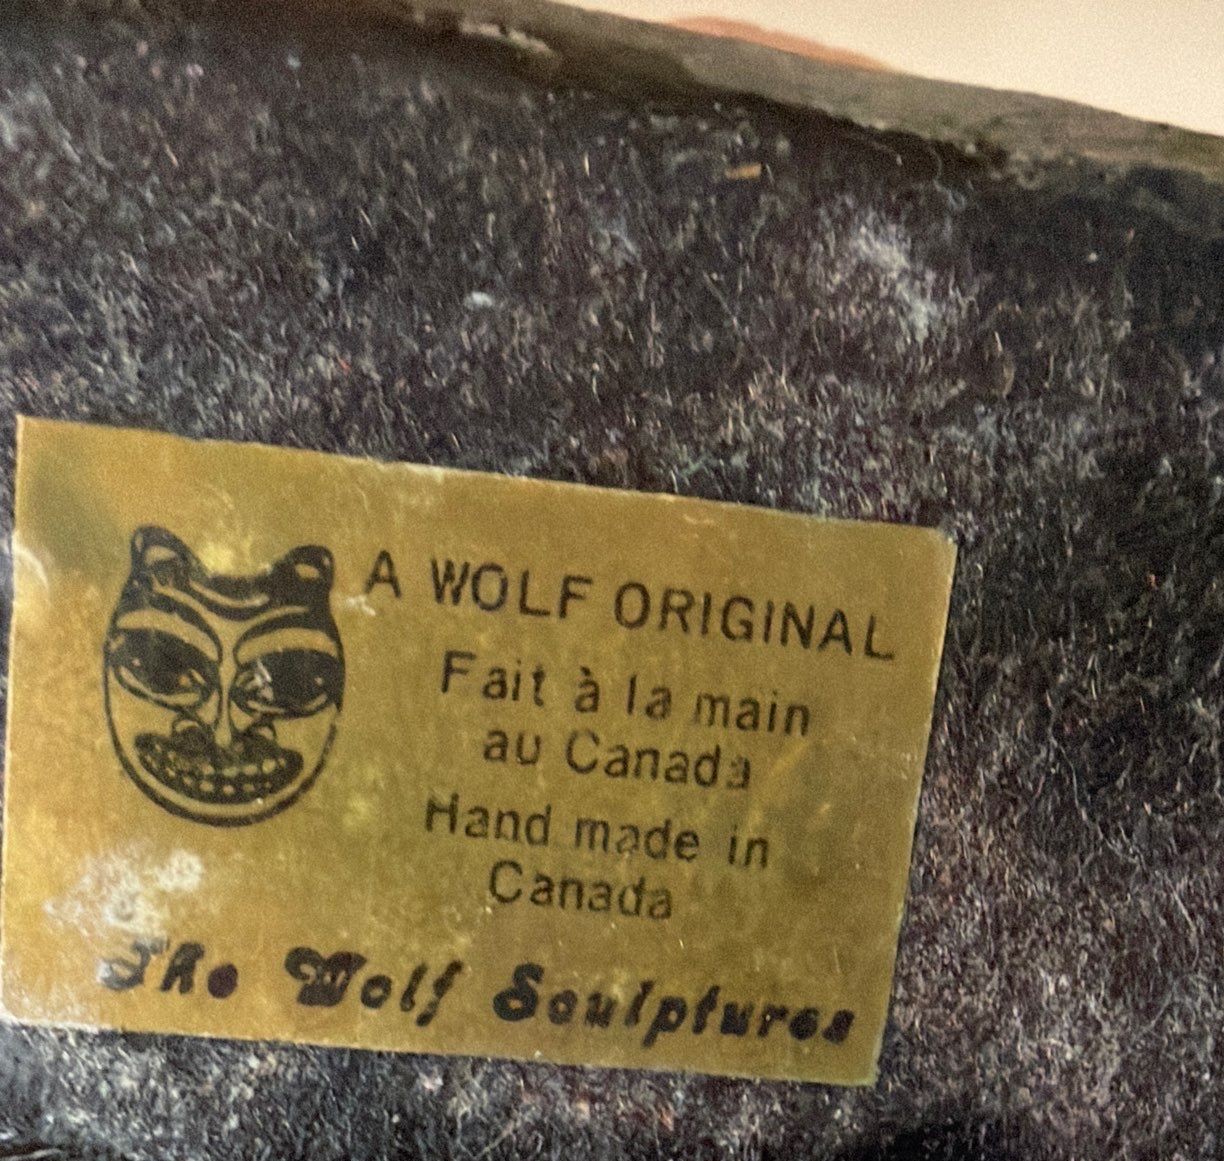 A WOLF ORIGINAL
Fait à la main
au Canada
Hand made in
Canada
The Wolf Sculptures